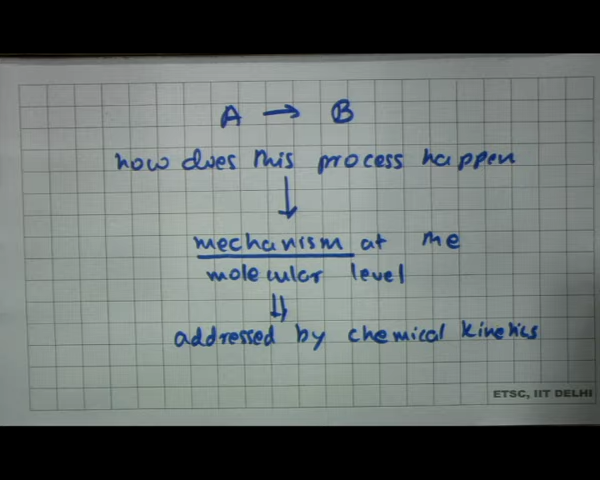 A → B
how does this process happen
↓
mechanism at the
molecular level
⇓
addressed by chemical kinetics
ETSC, IIT DELHI